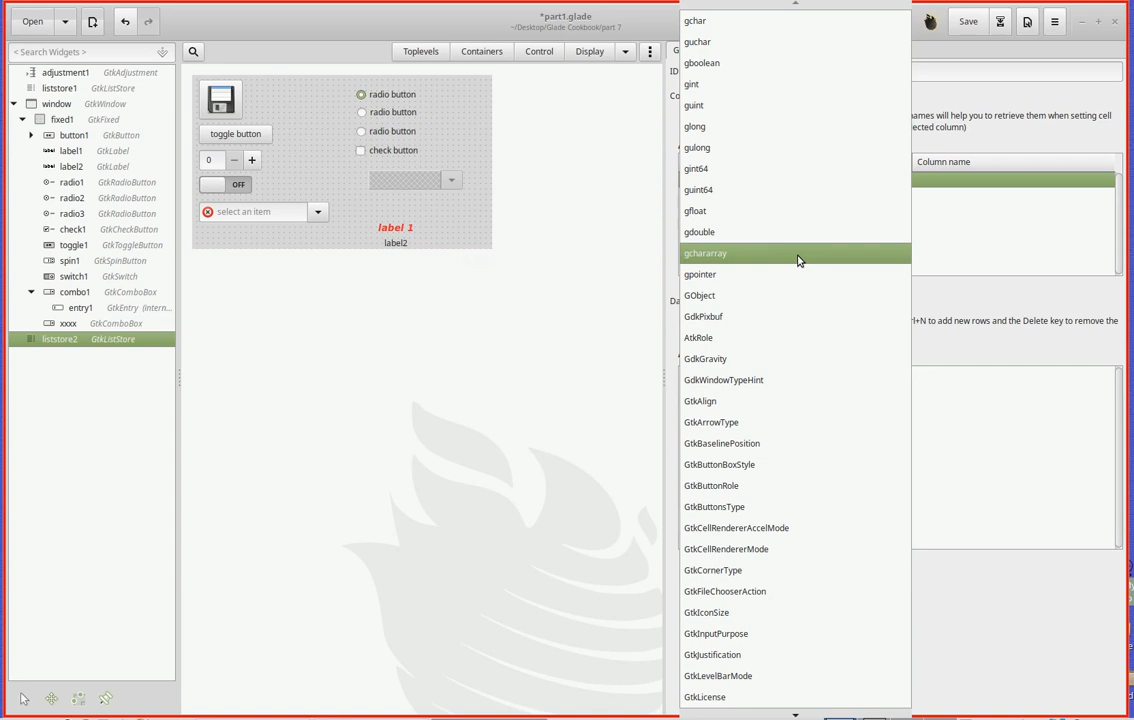 Open
*part1.glade
~/Desktop/Glade Cookbook/part 7
Save
< Search Widgets >
Toplevels
Containers
Control
Display
adjustment1 GtkAdjustment
liststore1 GtkListStore
window GtkWindow
fixed1 GtkFixed
button1 GtkButton
label1 GtkLabel
label2 GtkLabel
radio1 GtkRadioButton
radio2 GtkRadioButton
radio3 GtkRadioButton
check1 GtkCheckButton
toggle1 GtkToggleButton
spin1 GtkSpinButton
switch1 GtkSwitch
combo1 GtkComboBox
entry1 GtkEntry (intern...
xxxx GtkComboBox
liststore2 GtkListStore
radio button
radio button
toggle button
radio button
check button
0
OFF
select an item
label 1
label2
G
ID
Co
Da
gchar
guchar
gboolean
gint
guint
glong
gulong
gint64
guint64
gfloat
gdouble
gchararray
gpointer
GObject
GdkPixbuf
AtkRole
GdkGravity
GdkWindowTypeHint
GtkAlign
GtkArrowType
GtkBaselinePosition
GtkButtonBoxStyle
GtkButtonRole
GtkButtonsType
GtkCellRendererAccelMode
GtkCellRendererMode
GtkCornerType
GtkFileChooserAction
GtkIconSize
GtkInputPurpose
GtkJustification
GtkLevelBarMode
GtkLicense
names will help you to retrieve them when setting cell
ected column)
Column name
rl+N to add new rows and the Delete key to remove the